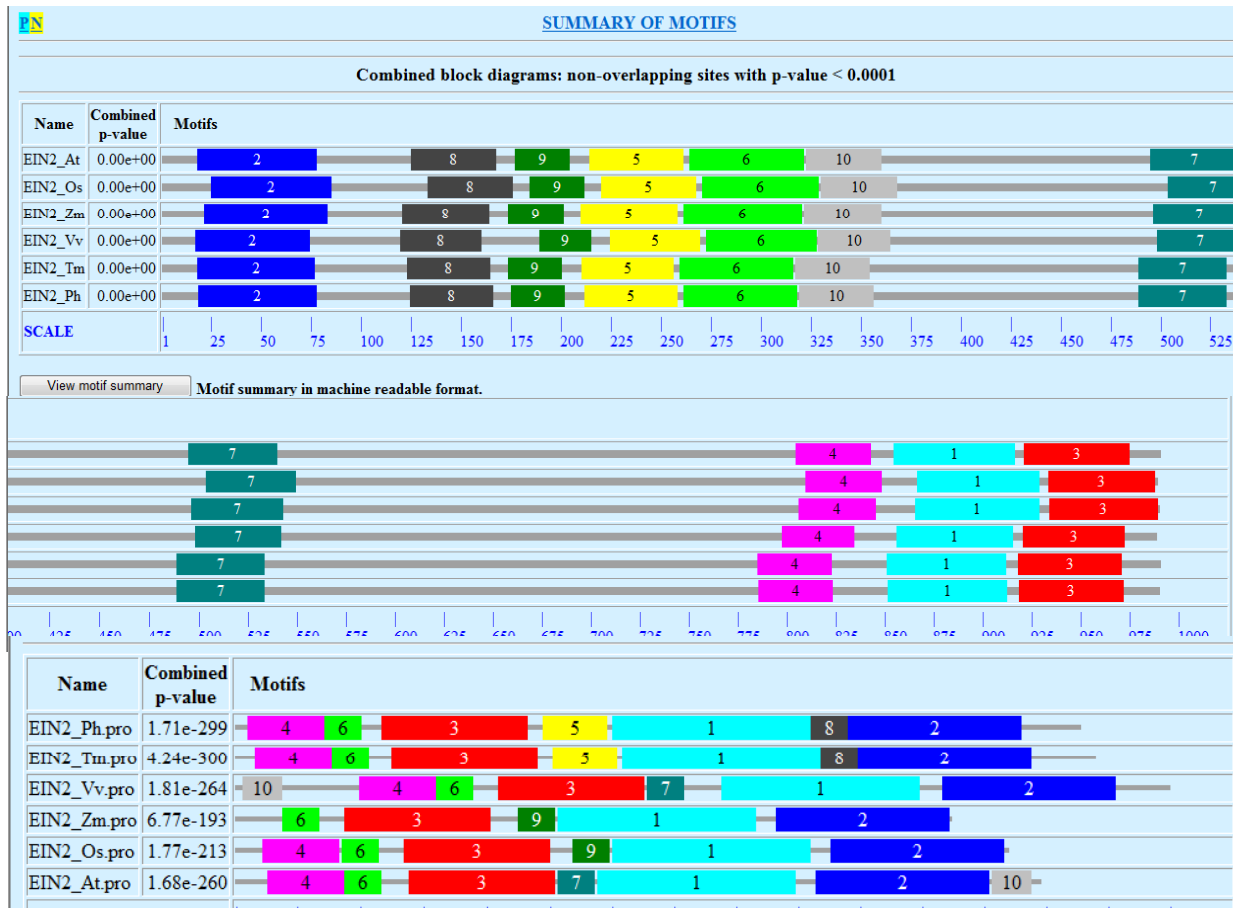 PN SUMMARY OF MOTIFS
Combined block diagrams: non-overlapping sites with p-value < 0.0001
Name Combined p-value Motifs
EIN2_At 0.00e+00 2 8 9 5 6 10 7
EIN2_Os 0.00e+00 2 8 9 5 6 10 7
EIN2_Zm 0.00e+00 2 8 9 5 6 10 7
EIN2_Vv 0.00e+00 2 8 9 5 6 10 7
EIN2_Tm 0.00e+00 2 8 9 5 6 10 7
EIN2_Ph 0.00e+00 2 8 9 5 6 10 7
SCALE
1 25 50 75 100 125 150 175 200 225 250 275 300 325 350 375 400 425 450 475 500 525
View motif summary Motif summary in machine readable format.
7 4 1 3
7 4 1 3
7 4 1 3
7 4 1 3
7 4 1 3
7 4 1 3
425 450 475 500 525 550 575 600 625 650 675 700 725 750 775 800 825 850 875 900 925 950 975 1000
Name Combined p-value Motifs
EIN2_Ph.pro 1.71e-299 4 6 3 5 1 8 2
EIN2_Tm.pro 4.24e-300 4 6 3 5 1 8 2
EIN2_Vv.pro 1.81e-264 10 4 6 3 7 1 2
EIN2_Zm.pro 6.77e-193 6 3 9 1 2
EIN2_Os.pro 1.77e-213 4 6 3 9 1 2
EIN2_At.pro 1.68e-260 4 6 3 7 1 2 10